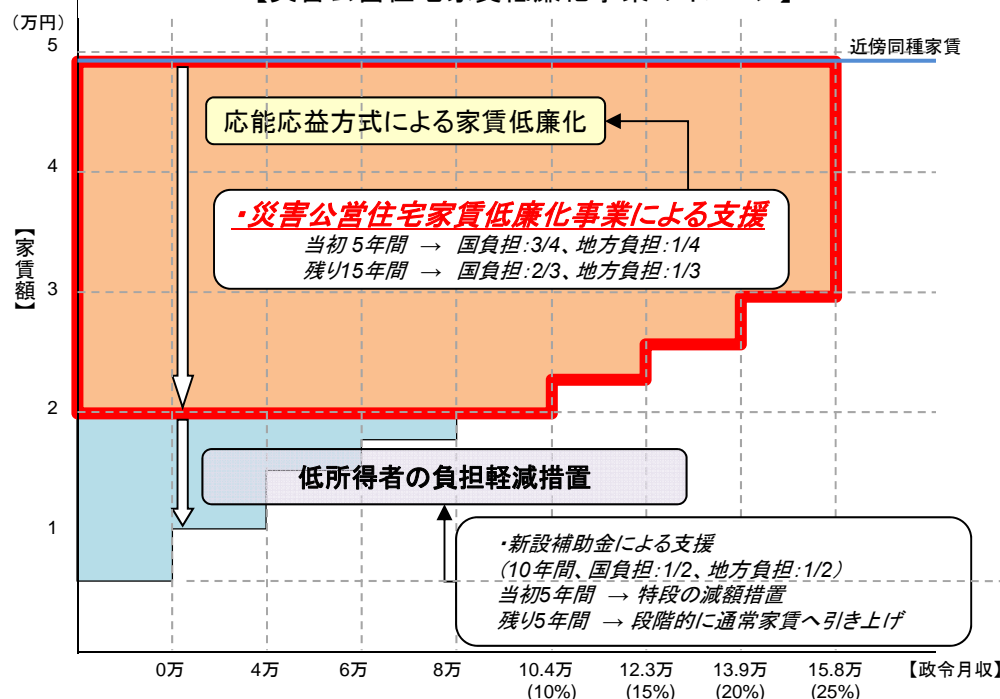 (万円)
5
近傍同種家賃
応能応益方式による家賃低廉化
4
・災害公営住宅家賃低廉化事業による支援
当初 5年間 → 国負担:3/4、地方負担:1/4
残り15年間 → 国負担:2/3、地方負担:1/3
【家賃額】
3
2
低所得者の負担軽減措置
1
・新設補助金による支援
(10年間、国負担:1/2、地方負担:1/2)
当初5年間 → 特段の減額措置
残り5年間 → 段階的に通常家賃へ引き上げ
0万 4万 6万 8万 10.4万 12.3万 13.9万 15.8万 【政令月収】
(10%) (15%) (20%) (25%)